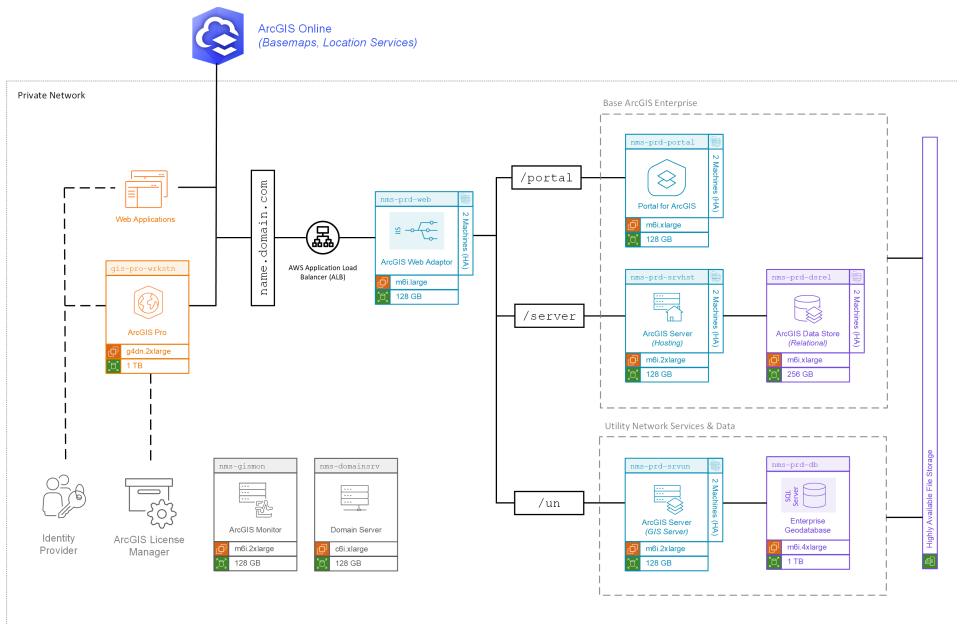 ArcGIS Online
(Basemaps, Location Services)
Private Network
Base ArcGIS Enterprise
Web Applications
gis-pro-wrkstn
ArcGIS Pro
g4dn.2xlarge
1 TB
name.domain.com
AWS Application Load
Balancer (ALB)
nms-prd-web
IIS
ArcGIS Web Adaptor
2 Machines (HA)
m6i.large
128 GB
/portal
nms-prd-portal
Portal for ArcGIS
2 Machines (HA)
m6i.xlarge
128 GB
/server
nms-prd-srvhst
ArcGIS Server
(Hosting)
2 Machines (HA)
m6i.2xlarge
128 GB
nms-prd-dsrel
ArcGIS Data Store
(Relational)
2 Machines (HA)
m6i.xlarge
256 GB
Utility Network Services & Data
/un
nms-prd-srvun
ArcGIS Server
(GIS Server)
2 Machines (HA)
m6i.2xlarge
128 GB
nms-prd-db
SQL
Server
Enterprise
Geodatabase
m6i.4xlarge
1 TB
Highly Available File Storage
Identity
Provider
ArcGIS License
Manager
nms-gismon
ArcGIS Monitor
m6i.2xlarge
128 GB
nms-domainsrv
Domain Server
c6i.xlarge
128 GB